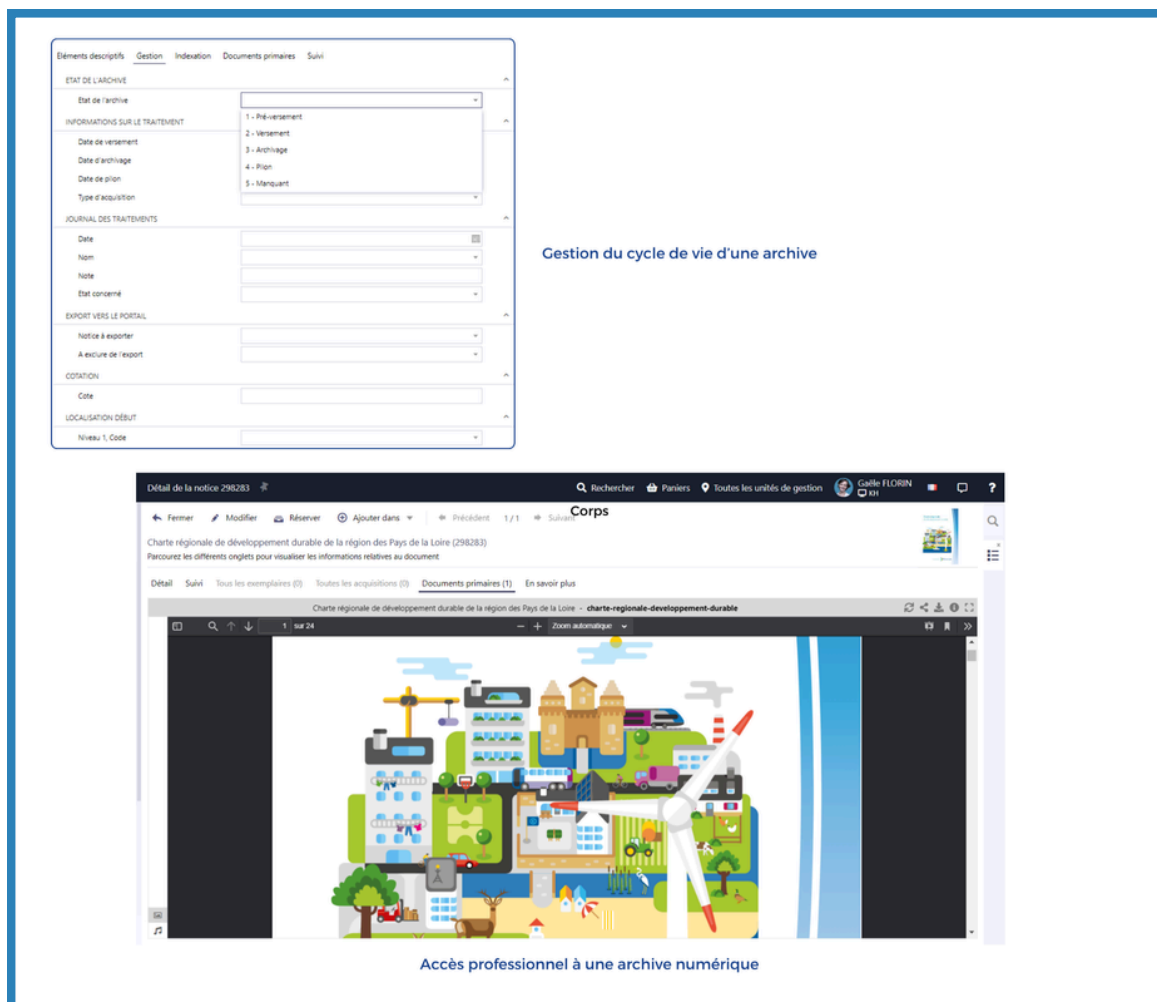 Eléments descriptifs Gestion Indexation Documents primaires Suivi
ETAT DE L'ARCHIVE
Etat de l'archive
1 - Pré-versement
INFORMATIONS SUR LE TRAITEMENT
2 - Versement
Date de versement
3 - Archivage
Date d'archivage
4 - Pilon
Date de pilon
5 - Manquant
Type d'acquisition
JOURNAL DES TRAITEMENTS
Date
Nom
Note
Etat concerné
EXPORT VERS LE PORTAIL
Notice à exporter
A exclure de l'export
COTATION
Cote
LOCALISATION DÉBUT
Niveau 1, Code
Gestion du cycle de vie d'une archive
Détail de la notice 298283 Rechercher Paniers Toutes les unités de gestion Gaëlle FLORIN
KH ?
Fermer Modifier Réserver Ajouter dans Précédent 1/1 Suivant Corps
Charte régionale de développement durable de la région des Pays de la Loire (298283)
Parcourez les différents onglets pour visualiser les informations relatives au document
Détail Suivi Tous les exemplaires (0) Toutes les acquisitions (0) Documents primaires (1) En savoir plus
Charte régionale de développement durable de la région des Pays de la Loire - charte-regionale-developpement-durable
1 sur 24 Zoom automatique
Accès professionnel à une archive numérique